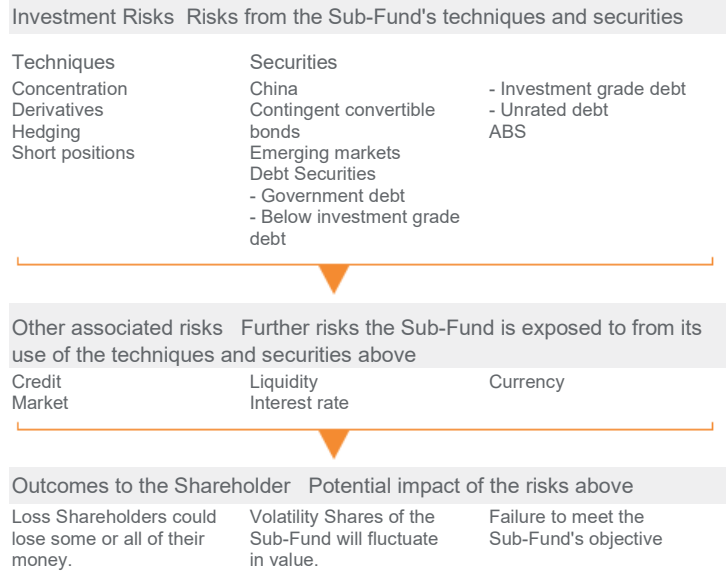 Investment Risks Risks from the Sub-Fund's techniques and securities
Techniques
Concentration
Derivatives
Hedging
Short positions
Securities
China
Contingent convertible
bonds
Emerging markets
Debt Securities
- Government debt
- Below investment grade
debt
- Investment grade debt
- Unrated debt
ABS
Other associated risks Further risks the Sub-Fund is exposed to from its
use of the techniques and securities above
Credit
Market
Liquidity
Interest rate
Currency
Outcomes to the Shareholder Potential impact of the risks above
Loss Shareholders could
lose some or all of their
money.
Volatility Shares of the
Sub-Fund will fluctuate
in value.
Failure to meet the
Sub-Fund's objective